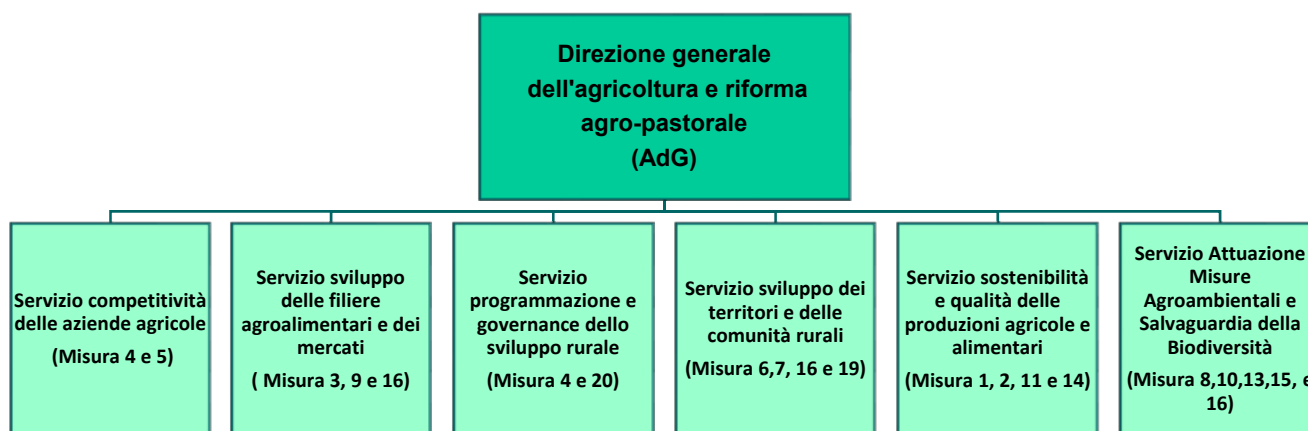 Direzione generale
dell'agricoltura e riforma
agro-pastorale
(AdG)
Servizio competitività
delle aziende agricole
(Misura 4 e 5)
Servizio sviluppo
delle filiere
agroalimentari e dei
mercati
( Misura 3, 9 e 16)
Servizio
programmazione e
governance dello
sviluppo rurale
(Misura 4 e 20)
Servizio sviluppo dei
territori e delle
comunità rurali
(Misura 6,7, 16 e 19)
Servizio sostenibilità
e qualità delle
produzioni agricole e
alimentari
(Misura 1, 2, 11 e 14)
Servizio Attuazione
Misure
Agroambientali e
Salvaguardia della
Biodiversità
(Misura 8,10,13,15, e
16)